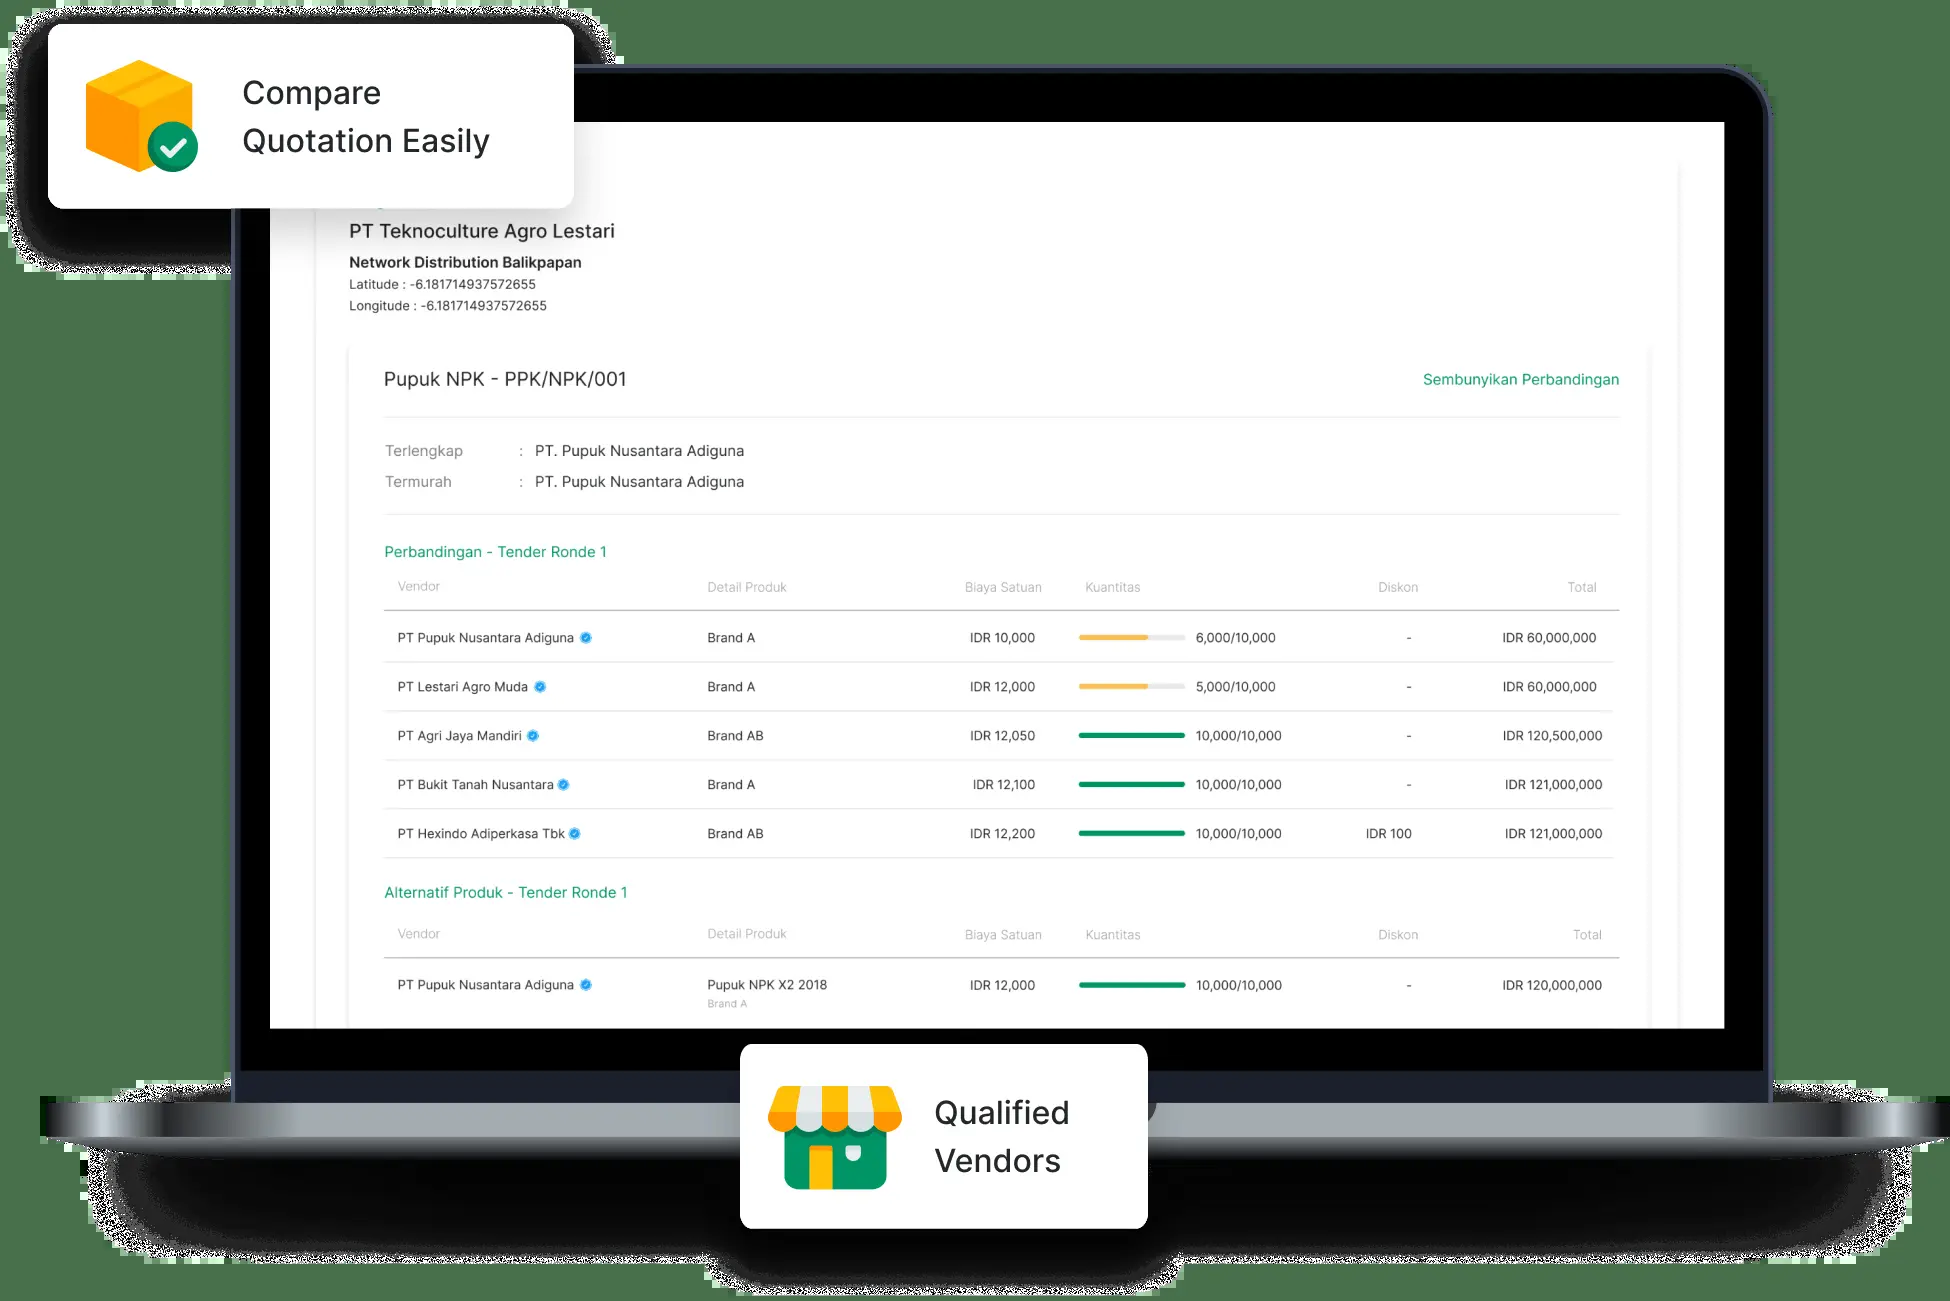 Compare
Quotation Easily
PT Teknoculture Agro Lestari
Network Distribution Balikpapan
Latitude : -6.181714937572655
Longitude : -6.181714937572655
Pupuk NPK - PPK/NPK/001 Sembunyikan Perbandingan
Terlengkap : PT. Pupuk Nusantara Adiguna
Termurah : PT. Pupuk Nusantara Adiguna
Perbandingan - Tender Ronde 1
Vendor Detail Produk Biaya Satuan Kuantitas Diskon Total
PT Pupuk Nusantara Adiguna Brand A IDR 10,000 6,000/10,000 - IDR 60,000,000
PT Lestari Agro Muda Brand A IDR 12,000 5,000/10,000 - IDR 60,000,000
PT Agri Jaya Mandiri Brand AB IDR 12,050 10,000/10,000 - IDR 120,500,000
PT Bukit Tanah Nusantara Brand A IDR 12,100 10,000/10,000 - IDR 121,000,000
PT Hexindo Adiperkasa Tbk Brand AB IDR 12,200 10,000/10,000 IDR 100 IDR 121,000,000
Alternatif Produk - Tender Ronde 1
Vendor Detail Produk Biaya Satuan Kuantitas Diskon Total
PT Pupuk Nusantara Adiguna Pupuk NPK X2 2018 IDR 12,000 10,000/10,000 - IDR 120,000,000
Brand A
Qualified
Vendors